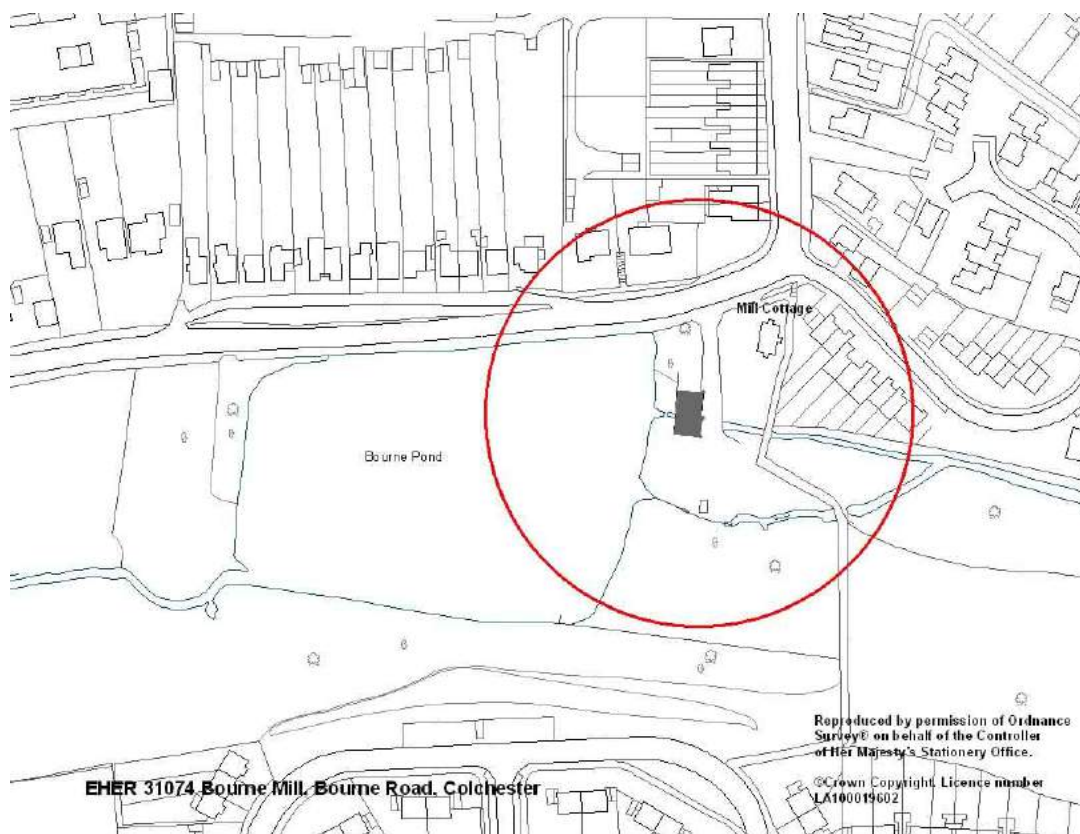 Mill Cottage
Bourne Pond
Reproduced by permission of Ordnance
Survey® on behalf of the Controller
of Her Majesty's Stationery Office.
©Crown Copyright. Licence number
LA100019602
EHER 31074 Bourne Mill, Bourne Road, Colchester